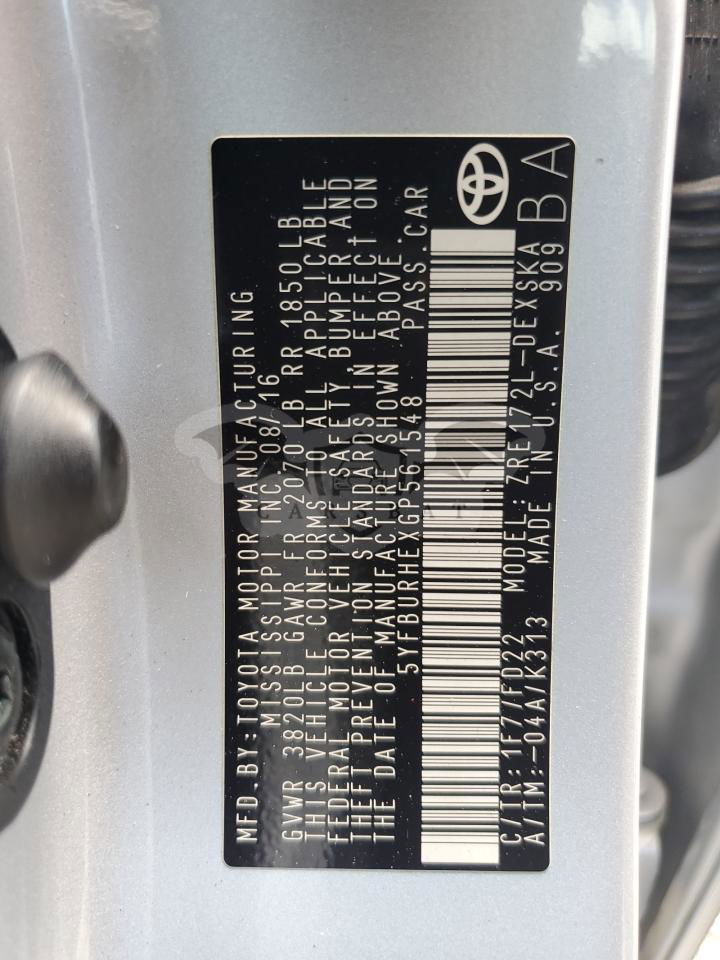 MFD.BY:TOYOTA MOTOR MANUFACTURING
MISSISSIPPI INC 08/16
GVWR 3820LB GAWR FR 2070 LB RR 1850 LB
THIS VEHICLE CONFORMS TO ALL APPLICABLE
FEDERAL MOTOR VEHICLE SAFETY, BUMPER AND
THEFT PREVENTION STANDARDS IN EFFECT ON
THE DATE OF MANUFACTURE SHOWN ABOVE.
5YFBURHEXGP561548 PASS.CAR
C/TR:1F7/FD22 MODEL:ZRE172L-DEXSKA
A/TM:-04A/K313 MADE IN U.S.A. 909
BA
CARSBAT